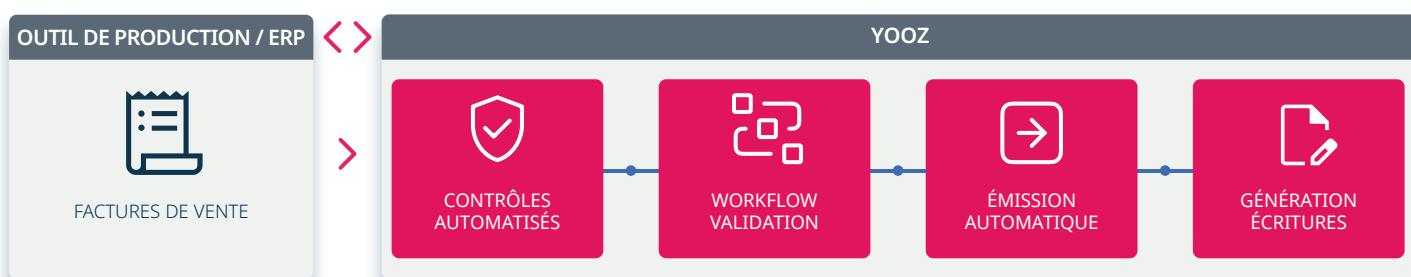 OUTIL DE PRODUCTION / ERP
YOOZ
FACTURES DE VENTE
CONTRÔLES
AUTOMATISÉS
WORKFLOW
VALIDATION
ÉMISSION
AUTOMATIQUE
GÉNÉRATION
ÉCRITURES